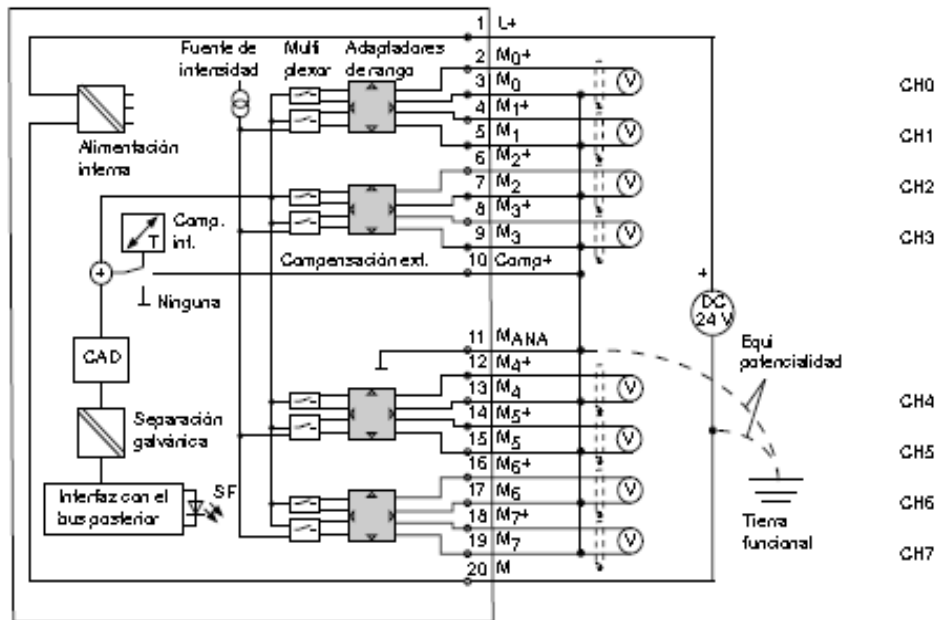 1 L+
Fuente de intensidad
Multi plexor
Adaptadores de rango
2 M0+
3 M0
4 M1+
5 M1
6 M2+
7 M2
8 M3+
9 M3
10 Comp+
V
CH0
V
CH1
V
CH2
V
CH3
Alimentación interna
T
Comp. int.
Compensación ext.
+
Ninguna
+
DC 24 V
CAD
11 MANA
12 M4+
13 M4
14 M5+
15 M5
16 M6+
17 M6
18 M7+
19 M7
20 M
Equi potencialidad
V
CH4
V
CH5
V
CH6
V
CH7
Separación galvánica
Interfaz con el bus posterior
SF
Tierra funcional